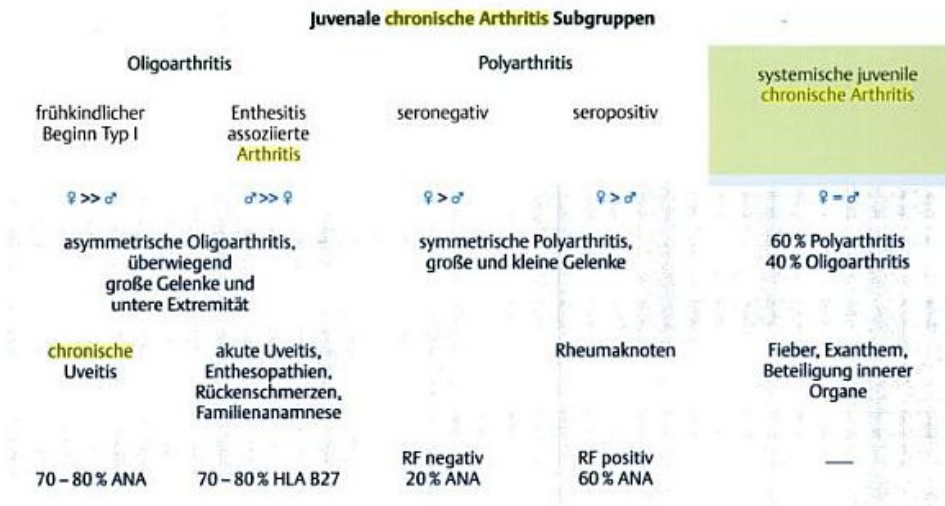 Juvenale chronische Arthritis Subgruppen
Oligoarthritis
Polyarthritis
systemische juvenile
chronische Arthritis
frühkindlicher
Beginn Typ I
Enthesitis
assoziierte
Arthritis
seronegativ
seropositiv
♀ >> ♂
♂ >> ♀
♀ > ♂
♀ > ♂
♀ = ♂
asymmetrische Oligoarthritis,
überwiegend
große Gelenke und
untere Extremität
symmetrische Polyarthritis,
große und kleine Gelenke
60 % Polyarthritis
40 % Oligoarthritis
chronische
Uveitis
akute Uveitis,
Enthesopathien,
Rückenschmerzen,
Familienanamnese
Rheumaknoten
Fieber, Exanthem,
Beteiligung innerer
Organe
70 – 80 % ANA
70 – 80 % HLA B27
RF negativ
20 % ANA
RF positiv
60 % ANA
—